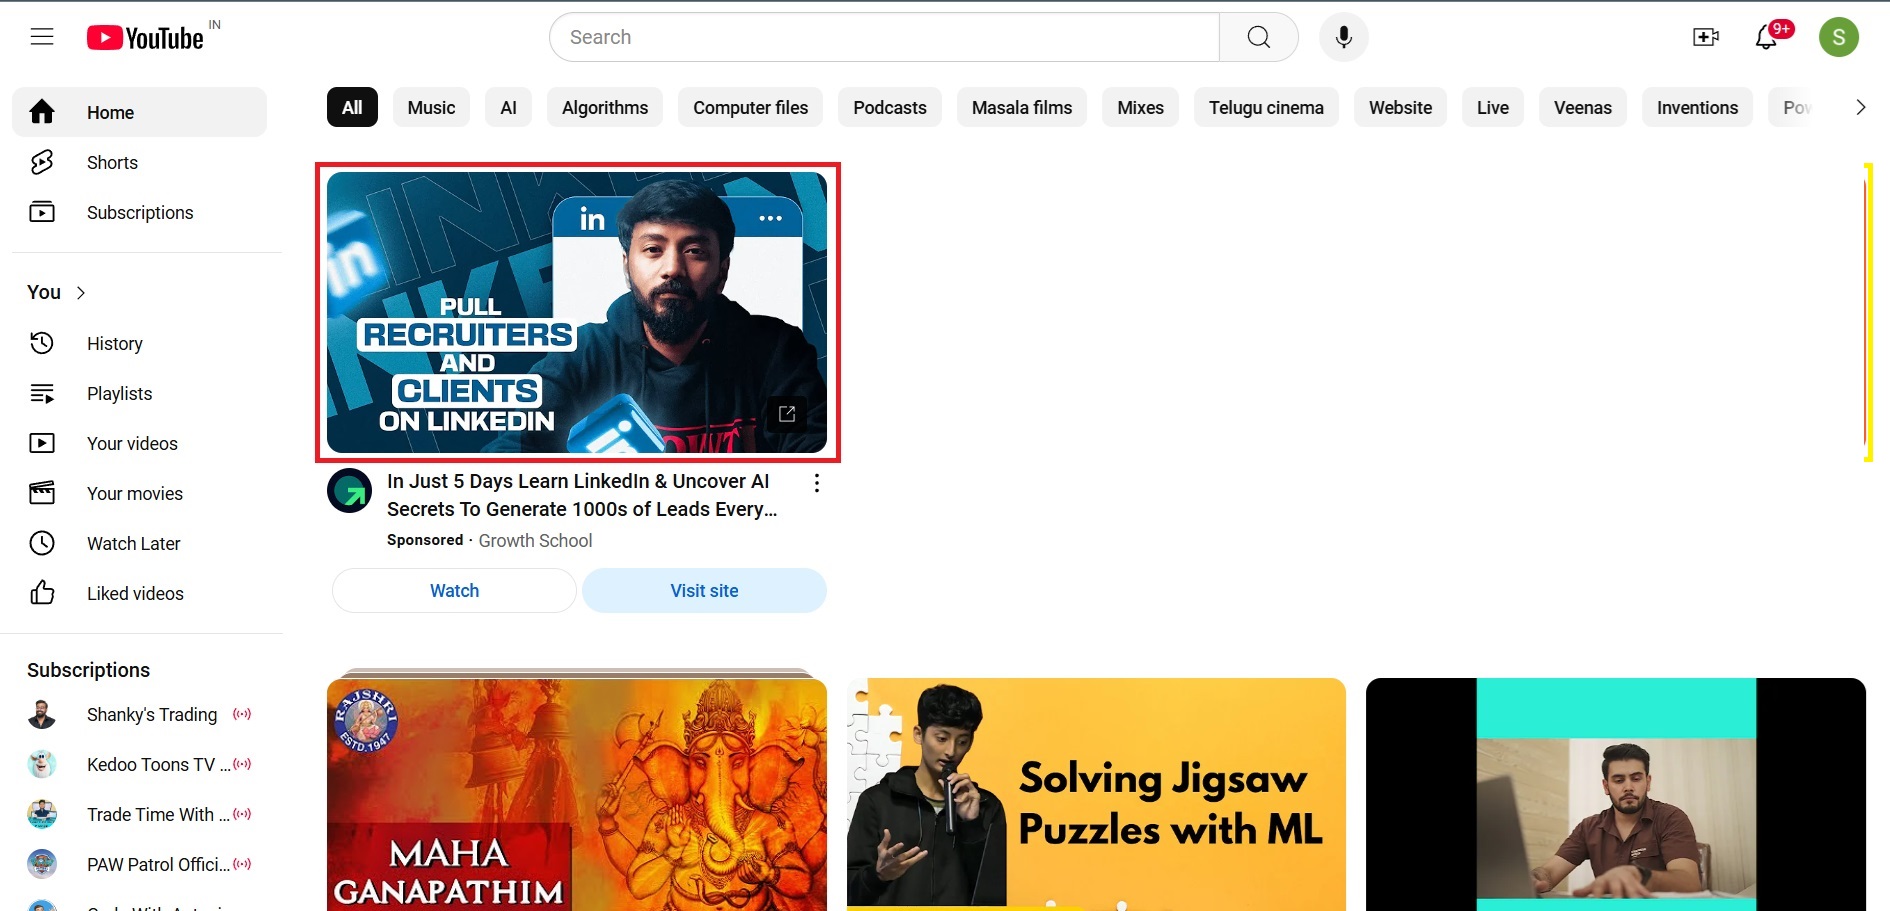 YouTube IN
Search
9+
S
Home
Shorts
Subscriptions
You
History
Playlists
Your videos
Your movies
Watch Later
Liked videos
Subscriptions
Shanky's Trading
Kedoo Toons TV ...
Trade Time With ...
PAW Patrol Offici...
All Music AI Algorithms Computer files Podcasts Masala films Mixes Telugu cinema Website Live Veenas Inventions
in
in
PULL
RECRUITERS
AND
CLIENTS
ON LINKEDIN
in
In Just 5 Days Learn LinkedIn & Uncover AI
Secrets To Generate 1000s of Leads Every...
Sponsored · Growth School
Watch
Visit site
RAJSHRI
ESTD.1947
MAHA
GANAPATHIM
Solving Jigsaw
Puzzles with ML